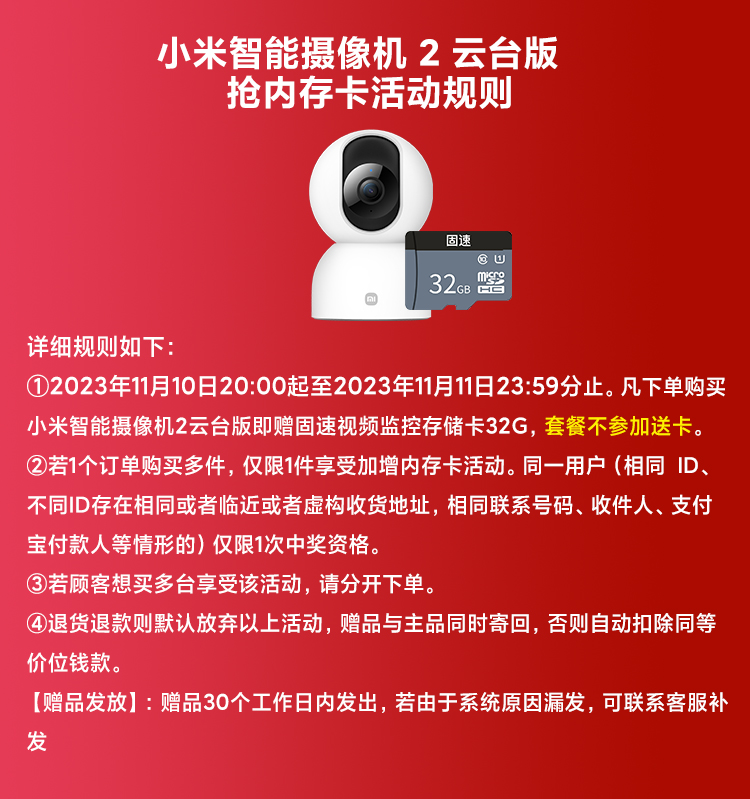 小米智能摄像机 2 云台版
抢内存卡活动规则
固速
32GB
micro
SD
HC
mi
详细规则如下：
①2023年11月10日20:00起至2023年11月11日23:59分止。凡下单购买
小米智能摄像机2云台版即赠固速视频监控存储卡32G，套餐不参加送卡。
②若1个订单购买多件，仅限1件享受加增内存卡活动。同一用户（相同 ID、
不同ID存在相同或者临近或者虚构收货地址，相同联系号码、收件人、支付
宝付款人等情形的）仅限1次中奖资格。
③若顾客想买多台享受该活动，请分开下单。
④退货退款则默认放弃以上活动，赠品与主品同时寄回，否则自动扣除同等
价位钱款。
【赠品发放】：赠品30个工作日内发出，若由于系统原因漏发，可联系客服补
发